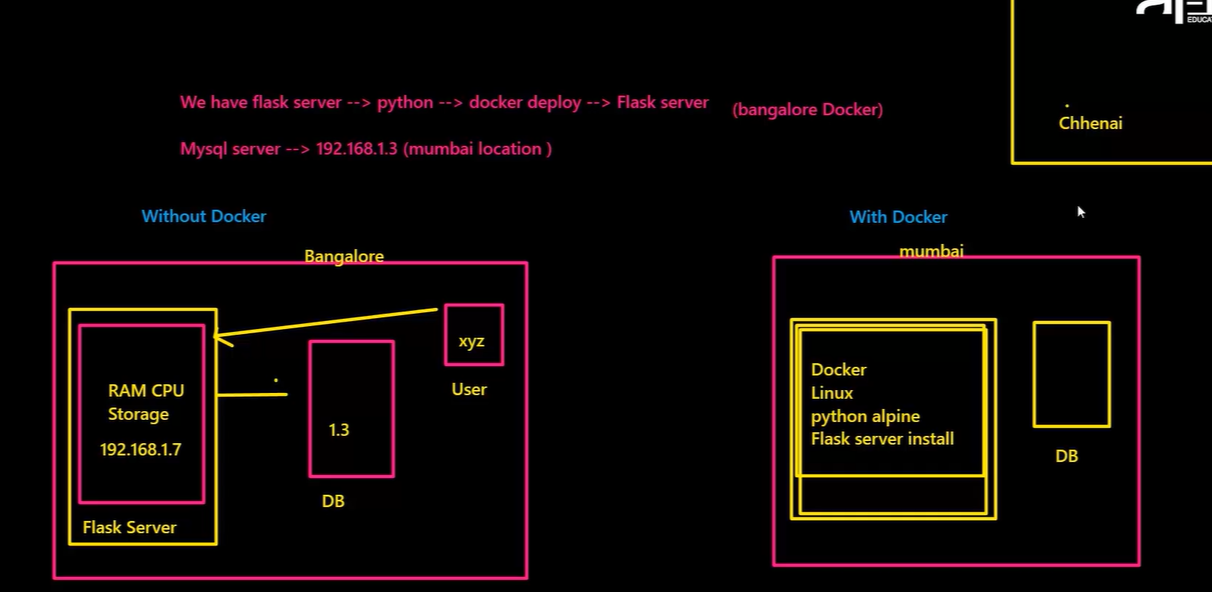 EDUCAT
We have flask server --> python --> docker deploy --> Flask server (bangalore Docker)
Chhenai
Mysql server --> 192.168.1.3 (mumbai location )
Without Docker
With Docker
Bangalore
mumbai
xyz
User
RAM CPU
Storage
192.168.1.7
Flask Server
1.3
DB
Docker
Linux
python alpine
Flask server install
DB